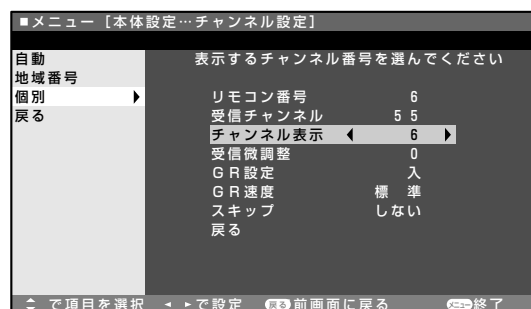 ■メニュー [本体設定…チャンネル設定]
自動
地域番号
個別
戻る
表示するチャンネル番号を選んでください
リモコン番号 6
受信チャンネル 55
チャンネル表示 6
受信微調整 0
GR設定 入
GR速度 標 準
スキップ しない
戻る
で項目を選択 で設定 戻る 前画面に戻る メニュー 終了